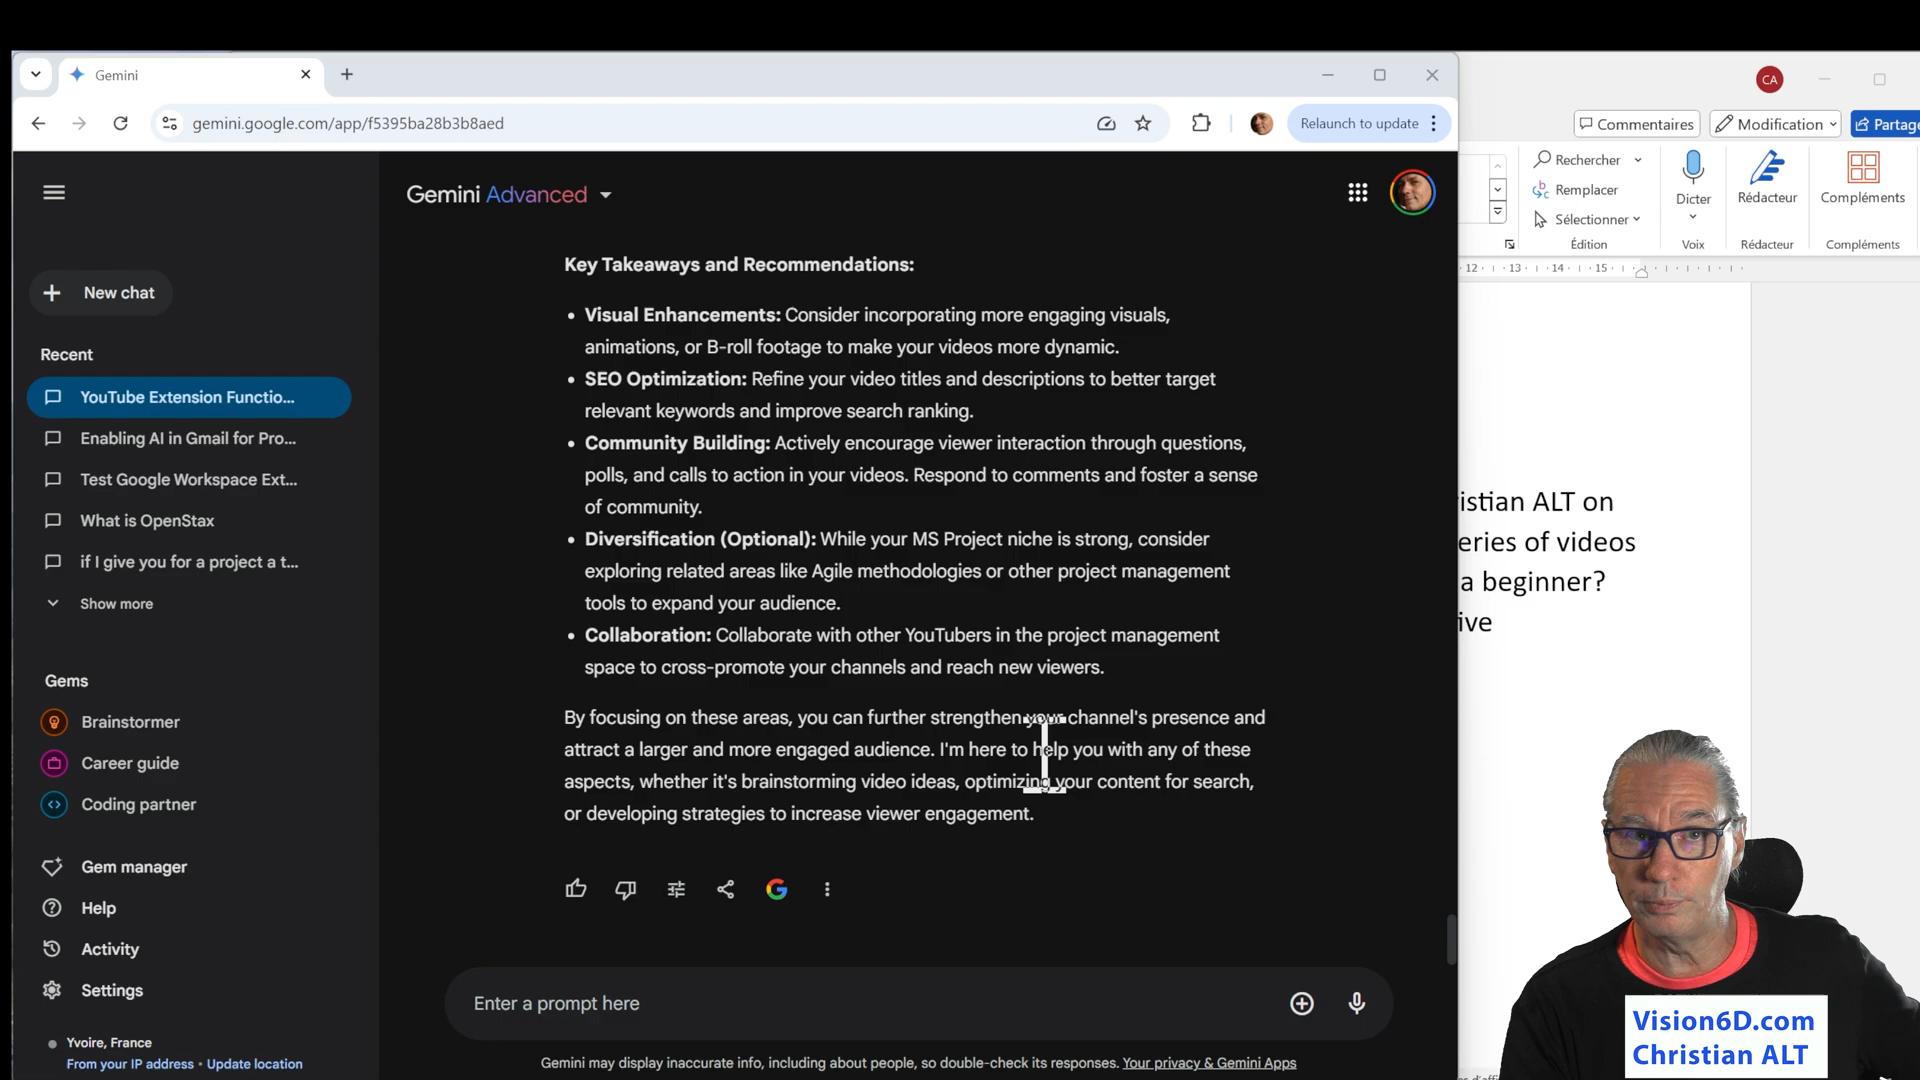 Gemini
gemini.google.com/app/f5395ba28b3b8aed
Relaunch to update
CA
Commentaires
Modification
Partage
Rechercher
Remplacer
Sélectionner
Édition
Dicter
Voix
Rédacteur
Rédacteur
Compléments
Compléments
12 13 14 15
Gemini Advanced
New chat
Recent
YouTube Extension Functio...
Enabling AI in Gmail for Pro...
Test Google Workspace Ext...
What is OpenStax
if I give you for a project a t...
Show more
Gems
Brainstormer
Career guide
Coding partner
Gem manager
Help
Activity
Settings
Yvoire, France
From your IP address • Update location
Key Takeaways and Recommendations:
• Visual Enhancements: Consider incorporating more engaging visuals,
animations, or B-roll footage to make your videos more dynamic.
• SEO Optimization: Refine your video titles and descriptions to better target
relevant keywords and improve search ranking.
• Community Building: Actively encourage viewer interaction through questions,
polls, and calls to action in your videos. Respond to comments and foster a sense
of community.
• Diversification (Optional): While your MS Project niche is strong, consider
exploring related areas like Agile methodologies or other project management
tools to expand your audience.
• Collaboration: Collaborate with other YouTubers in the project management
space to cross-promote your channels and reach new viewers.
By focusing on these areas, you can further strengthen your channel's presence and
attract a larger and more engaged audience. I'm here to help you with any of these
aspects, whether it's brainstorming video ideas, optimizing your content for search,
or developing strategies to increase viewer engagement.
Enter a prompt here
Gemini may display inaccurate info, including about people, so double-check its responses. Your privacy & Gemini Apps
istian ALT on
eries of videos
a beginner?
ive
Vision6D.com
Christian ALT